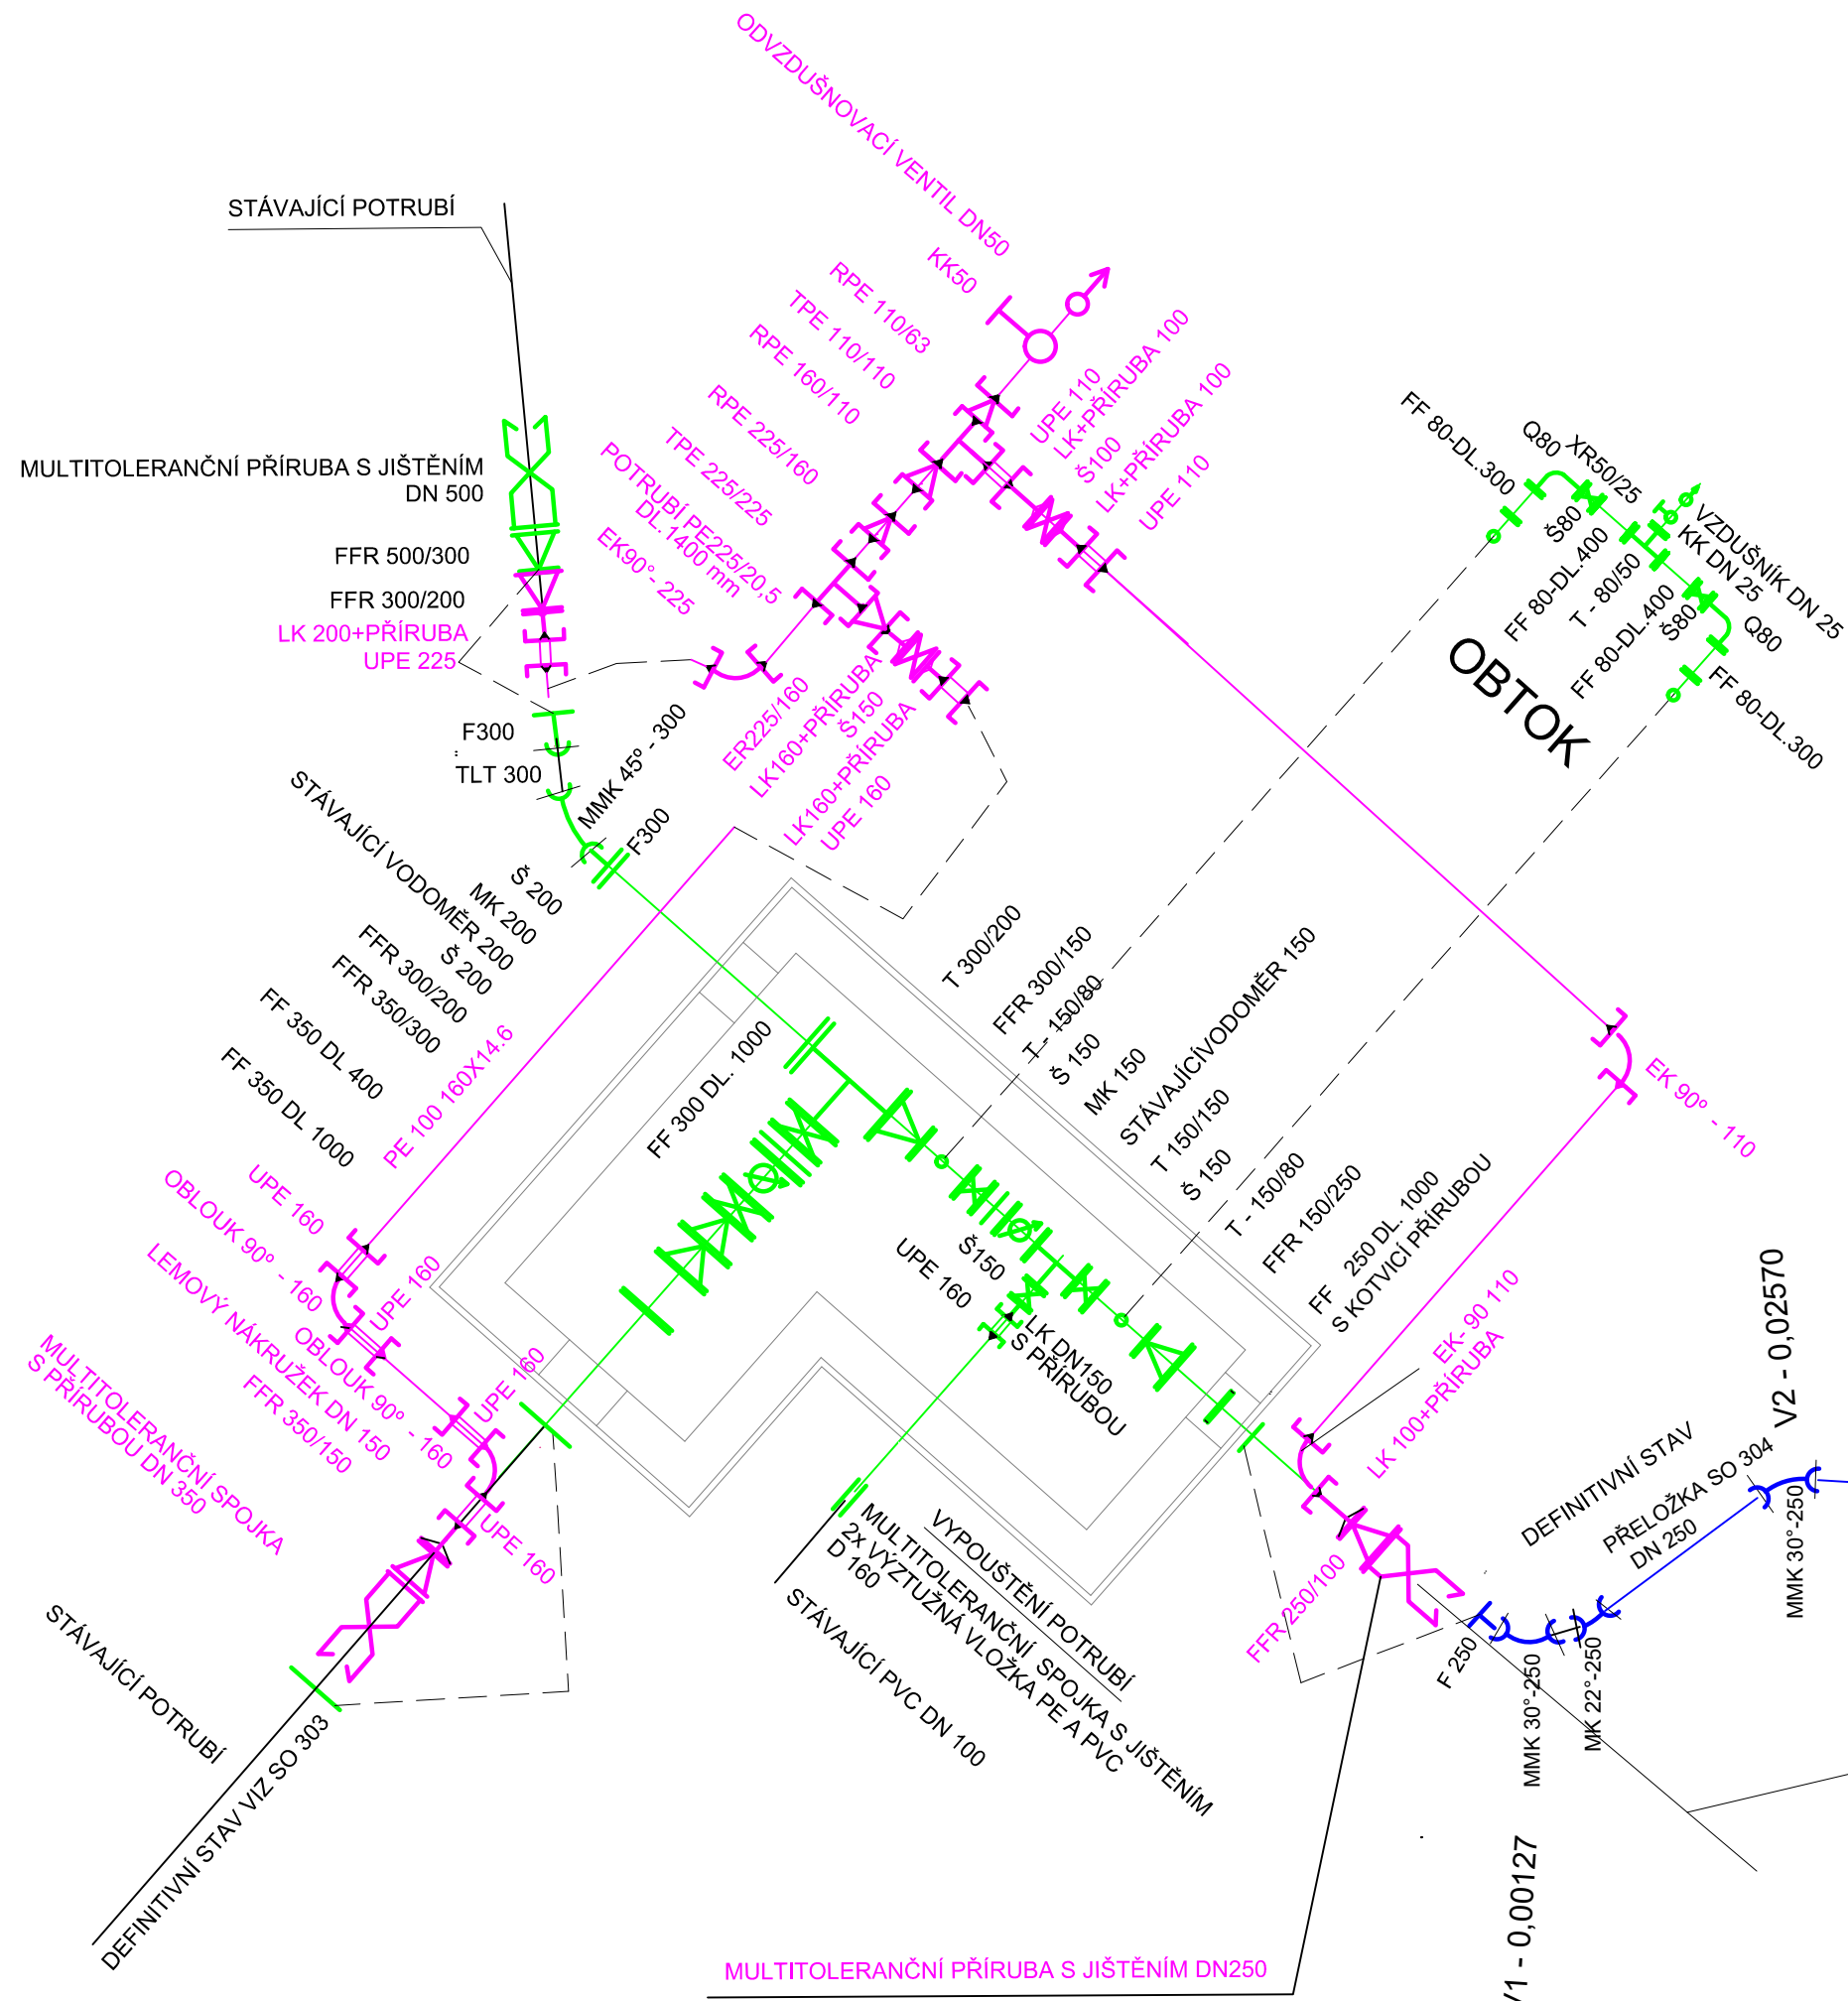 ODVZDUŠNOVACÍ VENTIL DN50
KK50
RPE 110/63
TPE 110/110
RPE 160/110
RPE 225/160
TPE 225/225
POTRUBÍ PE225/20,5
DL.1400 mm
EK90°- 225
STÁVAJÍCÍ POTRUBÍ
MULTITOLERANČNÍ PŘÍRUBA S JIŠTĚNÍM
DN 500
FFR 500/300
FFR 300/200
LK 200+PŘÍRUBA
UPE 225
F300
TLT 300
MMK 45º - 300
F300
UPE 110
LK+PŘÍRUBA 100
Š100
LK+PŘÍRUBA 100
UPE 110
ER225/160
LK160+PŘÍRUBA
Š150
LK160+PŘÍRUBA
UPE 160
FF 80-DL.300
Q80
XR50/25
Š80
FF 80-DL.400
T - 80/50
VZDUŠNÍK DN 25
KK DN 25
FF 80-DL.400
Š80
Q80
FF 80-DL.300
OBTOK
Š 200
MK 200
STÁVAJÍCÍ VODOMĚR 200
Š 200
FFR 300/200
FFR 350/300
FF 350 DL 400
FF 350 DL 1000
PE 100 160X14.6
FF 300 DL. 1000
T 300/200
FFR 300/150
T - 150/80
Š 150
MK 150
STÁVAJÍCÍVODOMĚR 150
T 150/150
Š 150
T - 150/80
FFR 150/250
FF 250 DL. 1000
S KOTVICÍ PŘÍRUBOU
EK 90º - 110
UPE 160
OBLOUK 90º - 160
UPE 160
LEMOVÝ NÁKRUŽEK DN 150
OBLOUK 90º - 160
UPE 160
FFR 350/150
MULTITOLERANČNÍ SPOJKA
S PŘÍRUBOU DN 350
UPE 160
Š150
UPE 160
LK DN150
S PŘÍRUBOU
EK- 90 110
LK 100+PŘÍRUBA
V2 - 0,02570
DEFINITIVNÍ STAV
PŘELOŽKA SO 304
DN 250
MMK 30°-250
VYPOUŠTĚNÍ POTRUBÍ
MULTITOLERANČNÍ SPOJKA S JIŠTĚNÍM
2x VÝZTUŽNÁ VLOŽKA PE A PVC
D 160
STÁVAJÍCÍ PVC DN 100
FFR 250/100
F 250
MMK 30°-250
MK 22°-250
STÁVAJÍCÍ POTRUBÍ
DEFINITIVNÍ STAV VIZ SO 303
MULTITOLERANČNÍ PŘÍRUBA S JIŠTĚNÍM DN250
V1 - 0,00127